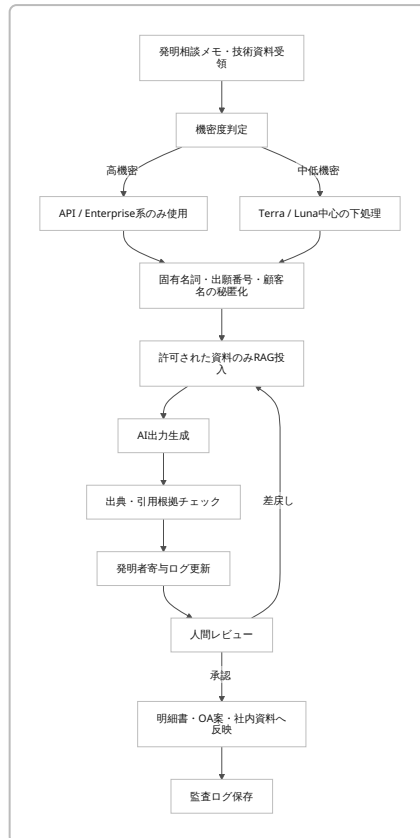 発明相談メモ・技術資料受
領
機密度判定
高機密
中低機密
API / Enterprise系のみ使用
Terra / Luna中心の下処理
固有名詞・出願番号・顧客
名の秘匿化
許可された資料のみRAG投
入
AI出力生成
出典・引用根拠チェック
差戻し
発明者寄与ログ更新
人間レビュー
承認
明細書・OA案・社内資料へ
反映
監査ログ保存